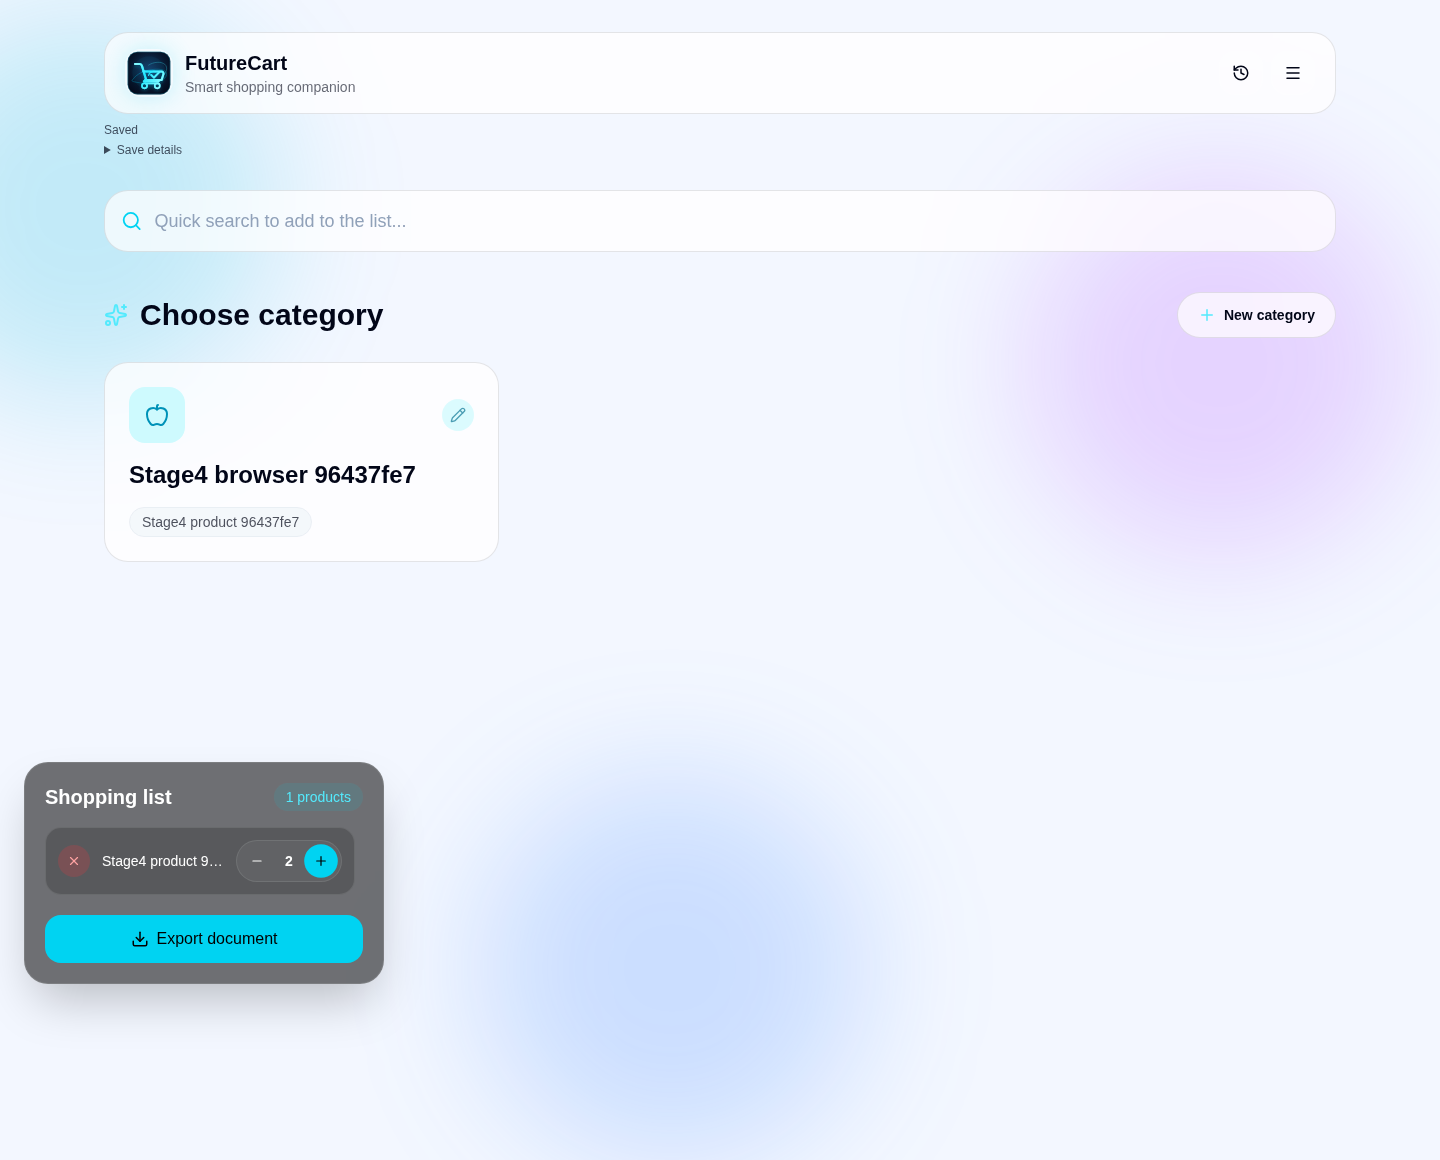 FutureCart
Smart shopping companion
Saved
Save details
Quick search to add to the list...
Choose category
New category
Stage4 browser 96437fe7
Stage4 product 96437fe7
Shopping list
1 products
Stage4 product 9...
2
Export document